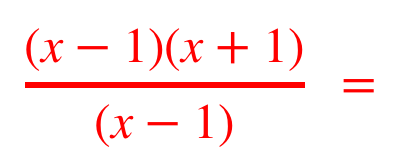 (x − 1)(x + 1)
(x − 1)
=